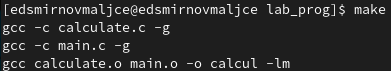 [edsmirnovmaljce@edsmirnovmaljce lab_prog]$ make
gcc -c calculate.c -g
gcc -c main.c -g
gcc calculate.o main.o -o calcul -lm